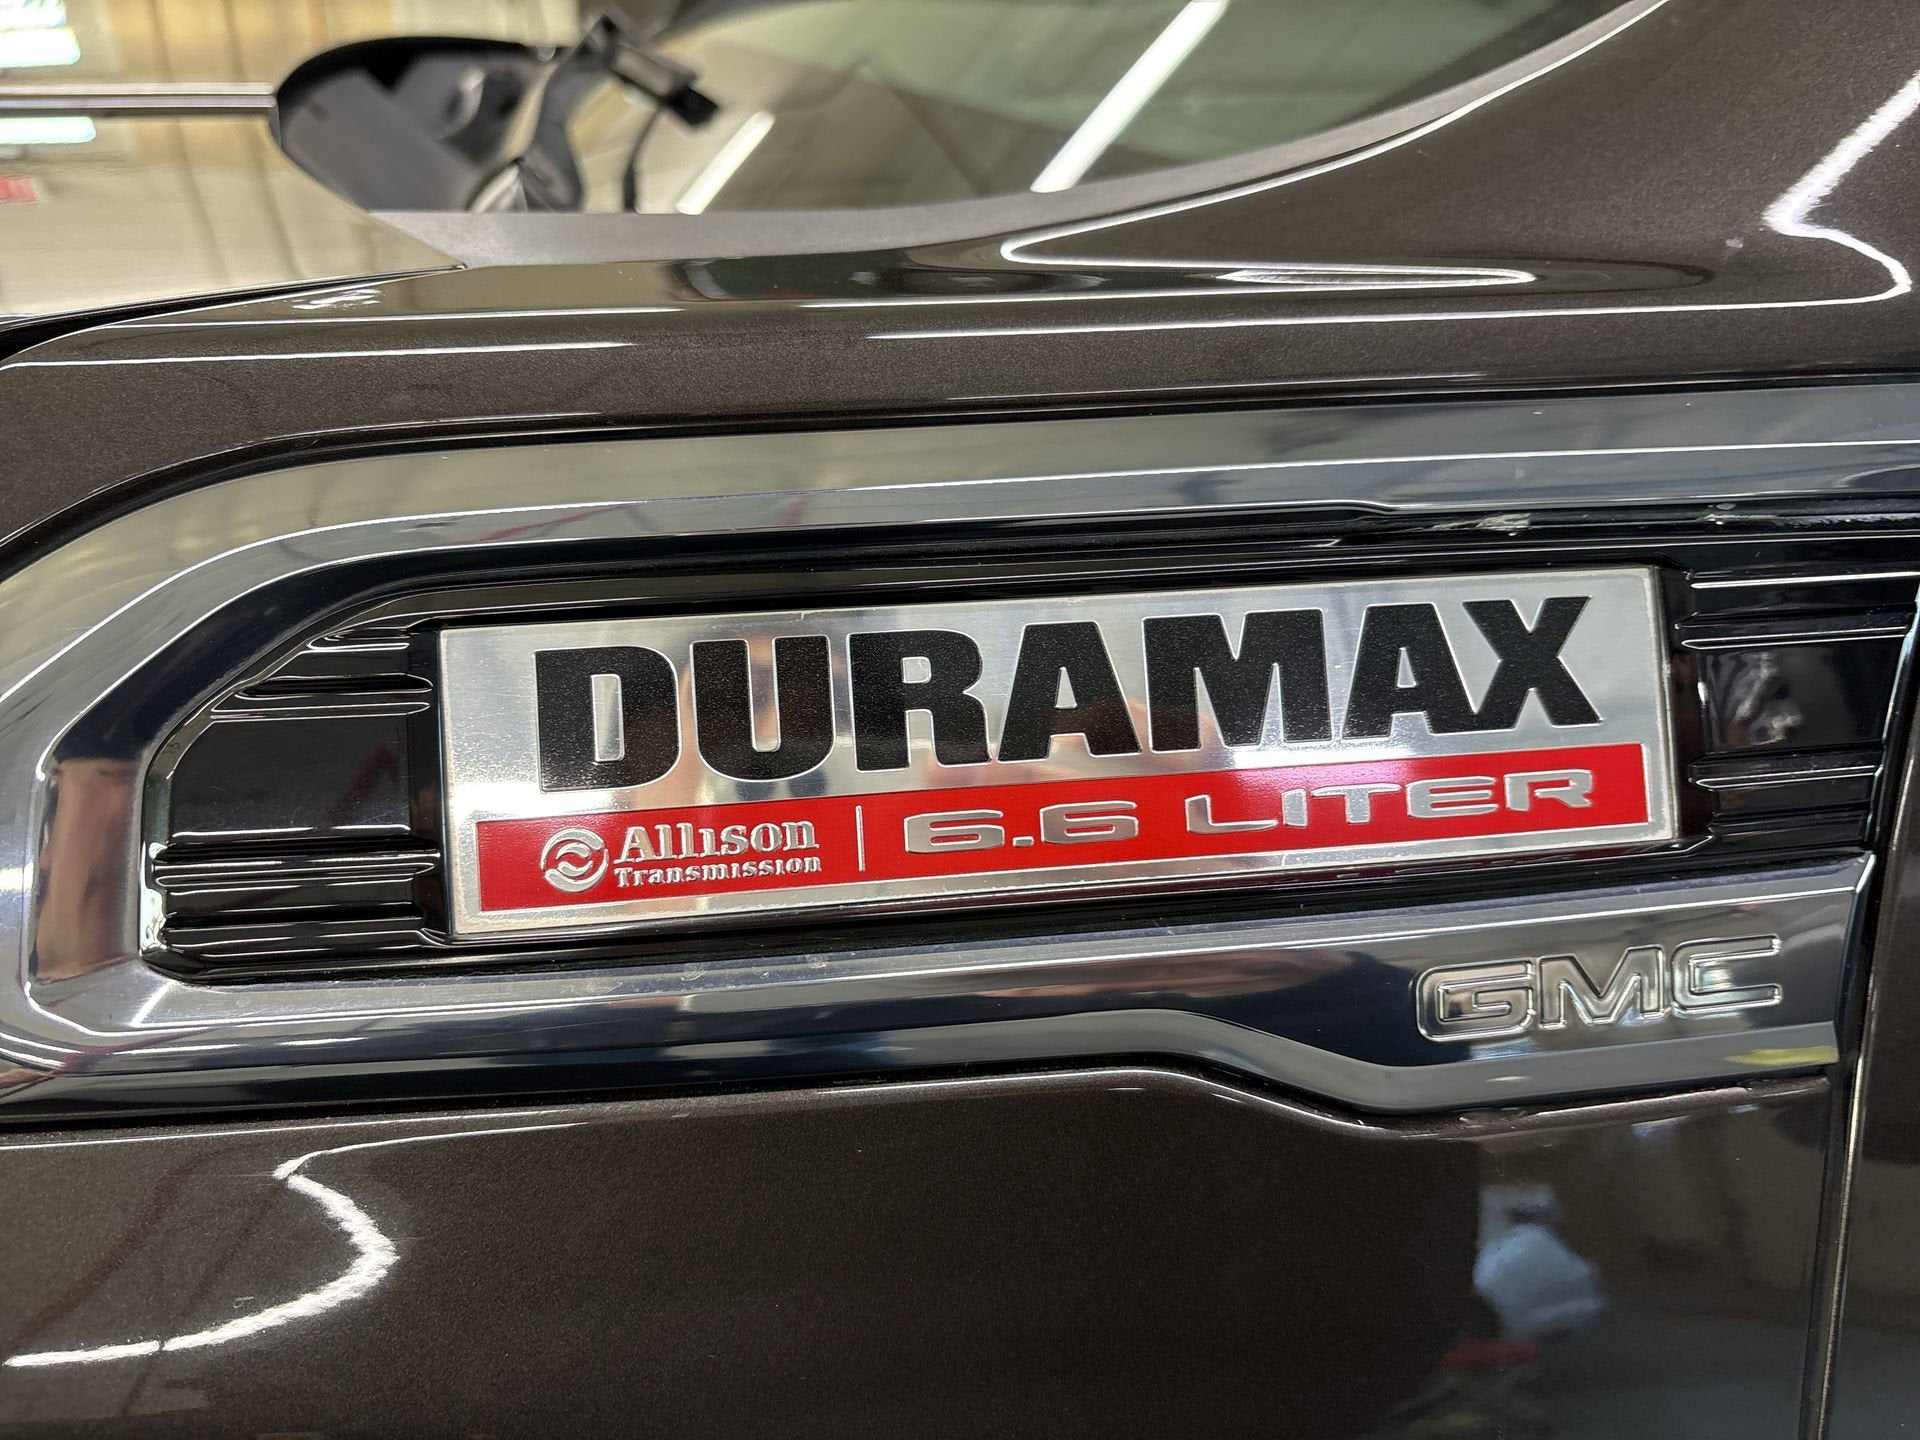 DURAMAX
Allison
Transmission
6.6 LITER
GMC